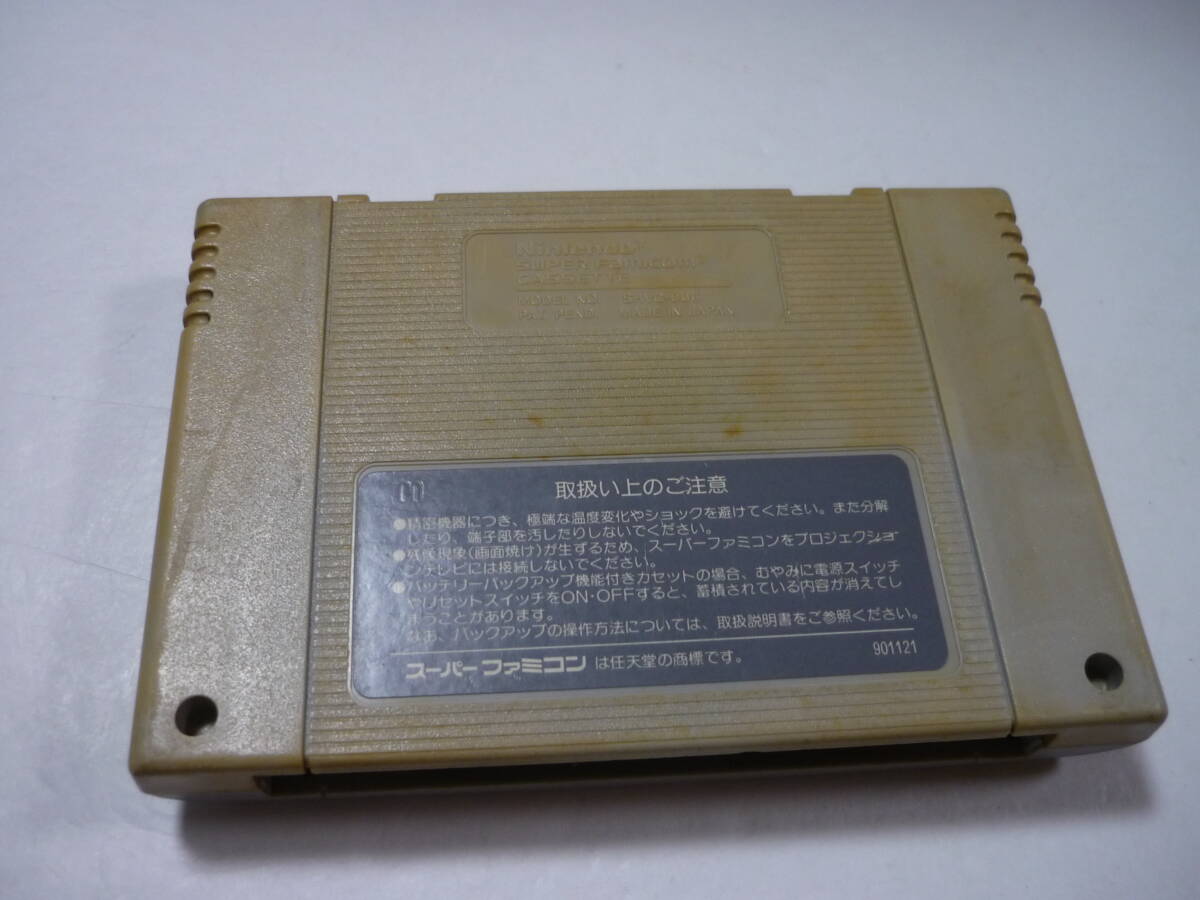 Nintendo
SUPER FAMICOM
CASSETTE
MODEL NO.
PAT. PEND. MADE IN JAPAN
取扱い上のご注意
●精密機器につき、極端な温度変化やショックを避けてください。また分解
したり、端子部を汚したりしないでください。
●残像現象(画面焼け)が生ずるため、スーパーファミコンをプロジェクショ
ンテレビには接続しないでください。
●バッテリーバックアップ機能付きカセットの場合、むやみに電源スイッチ
やリセットスイッチをON・OFFすると、蓄積されている内容が消えてし
まうことがあります。
なお、バックアップの操作方法については、取扱説明書をご参照ください。
スーパーファミコン は任天堂の商標です。
901121